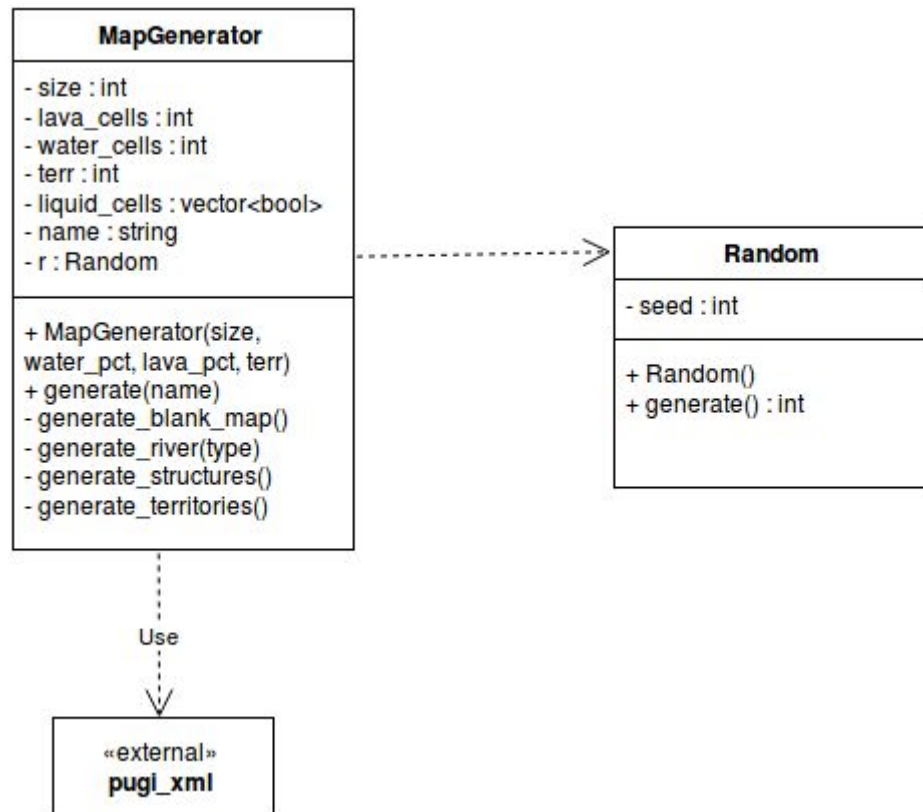 MapGenerator
- size : int
- lava_cells : int
- water_cells : int
- terr : int
- liquid_cells : vector<bool>
- name : string
- r : Random
+ MapGenerator(size,
water_pct, lava_pct, terr)
+ generate(name)
- generate_blank_map()
- generate_river(type)
- generate_structures()
- generate_territories()
Random
- seed : int
+ Random()
+ generate() : int
Use
«external»
pugi_xml